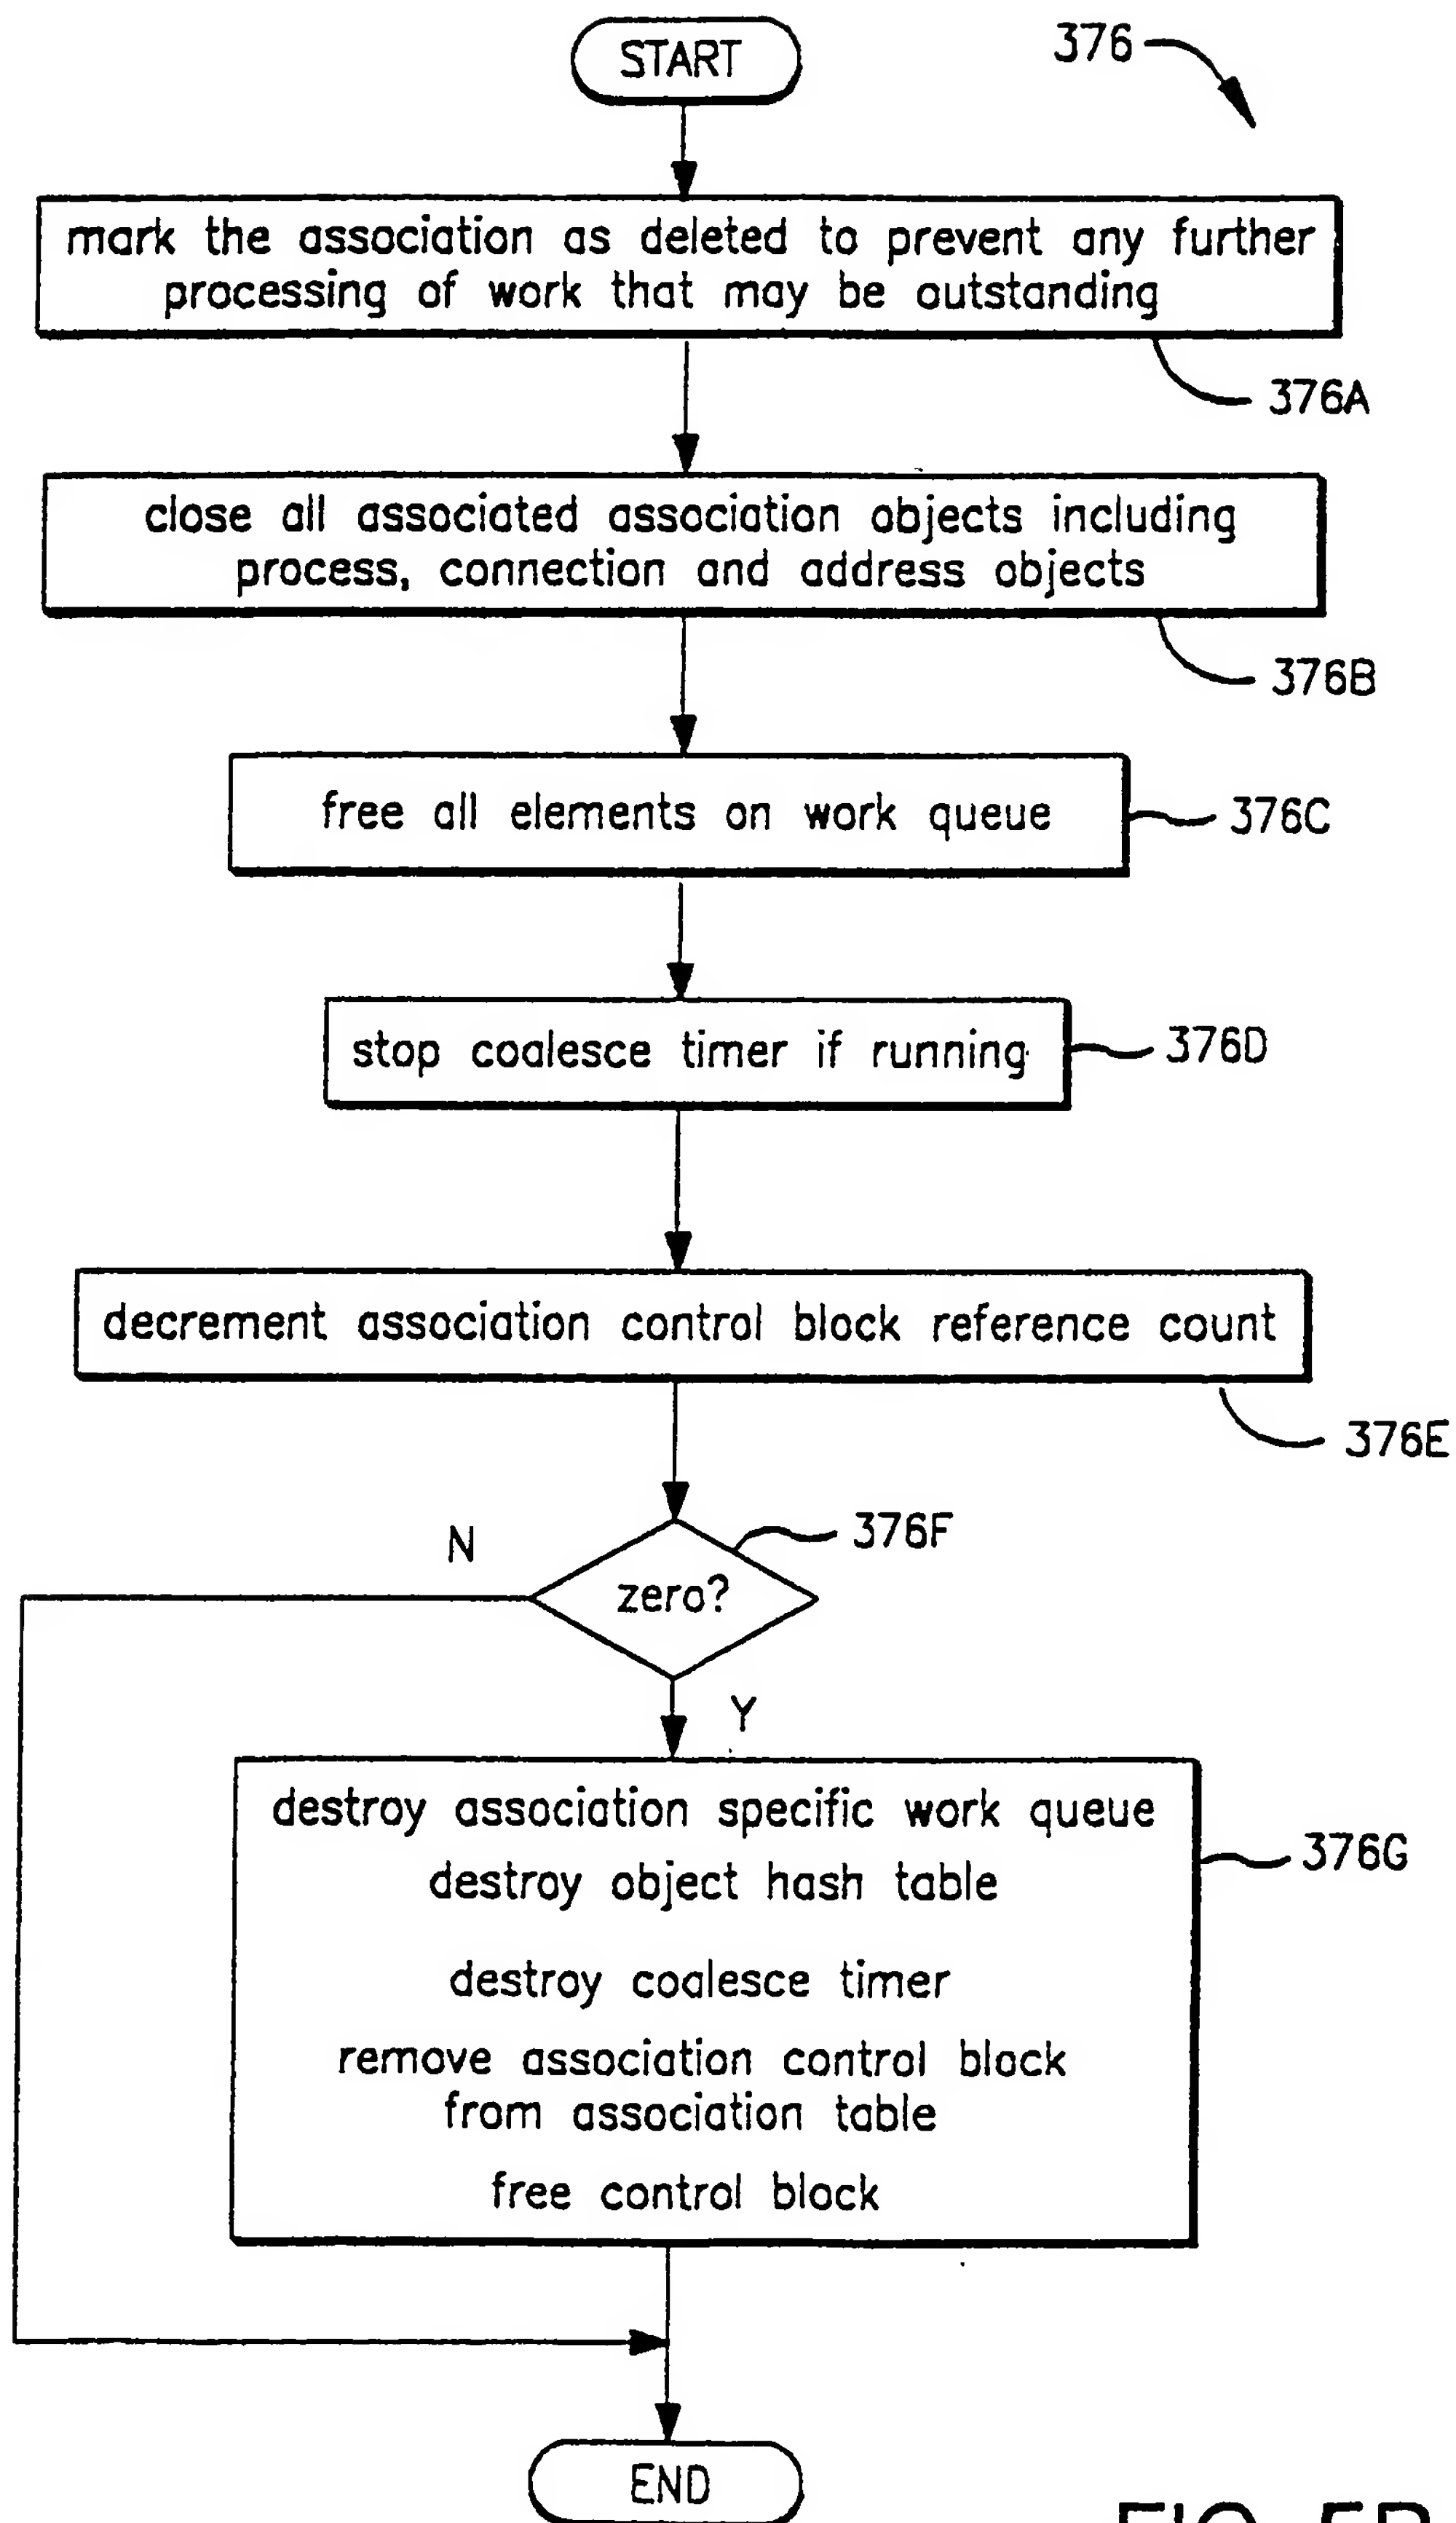 START
376
mark the association as deleted to prevent any further
processing of work that may be outstanding
376A
close all associated association objects including
process, connection and address objects
376B
free all elements on work queue
376C
stop coalesce timer if running
376D
decrement association control block reference count
376E
376F
N
zero?
Y
destroy association specific work queue
376G
destroy object hash table
destroy coalesce timer
remove association control block
from association table
free control block
END